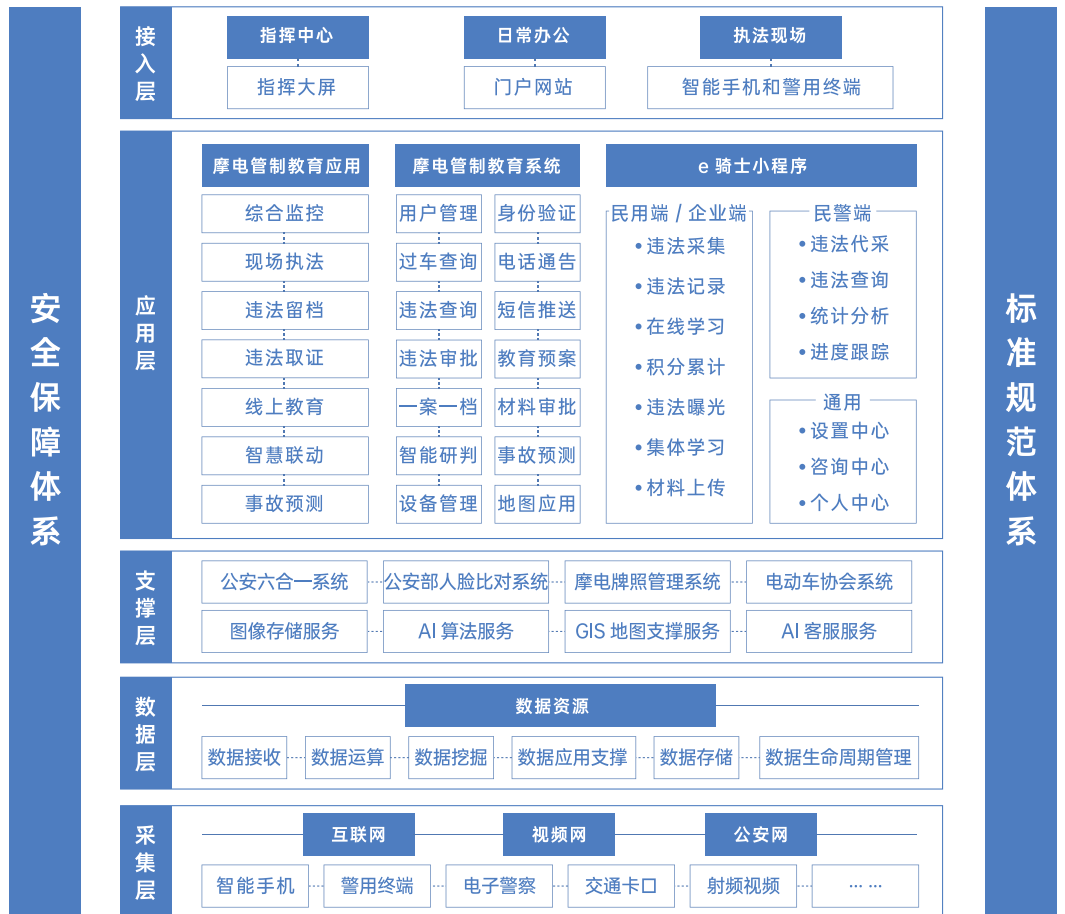 安全保障体系
接入层
指挥中心
日常办公
执法现场
指挥大屏
门户网站
智能手机和警用终端
应用层
摩电管制教育应用
综合监控
现场执法
违法留档
违法取证
线上教育
智慧联动
事故预测
摩电管制教育系统
用户管理
身份验证
过车查询
电话通告
违法查询
短信推送
违法审批
教育预案
一案一档
材料审批
智能研判
事故预测
设备管理
地图应用
e 骑士小程序
民用端 / 企业端
•违法采集
•违法记录
•在线学习
•积分累计
•违法曝光
•集体学习
•材料上传
民警端
•违法代采
•违法查询
•统计分析
•进度跟踪
通用
•设置中心
•咨询中心
•个人中心
支撑层
公安六合一系统
公安部人脸比对系统
摩电牌照管理系统
电动车协会系统
图像存储服务
AI 算法服务
GIS 地图支撑服务
AI 客服服务
数据层
数据资源
数据接收
数据运算
数据挖掘
数据应用支撑
数据存储
数据生命周期管理
采集层
互联网
视频网
公安网
智能手机
警用终端
电子警察
交通卡口
射频视频
··· ···
标准规范体系